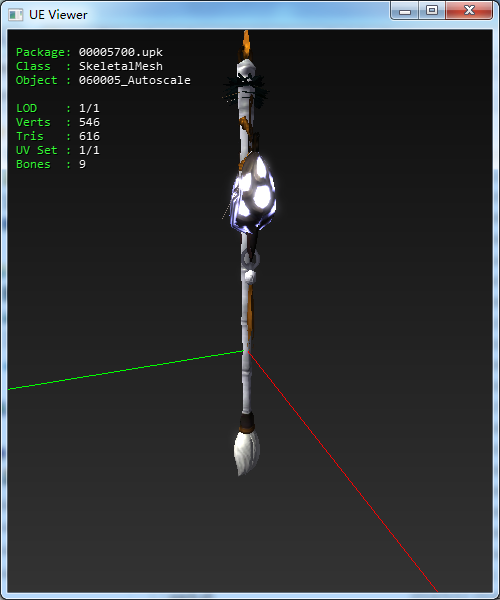 UE Viewer
Package: 00005700.upk
Class  : SkeletalMesh
Object : 060005_Autoscale
LOD    : 1/1
Verts  : 546
Tris   : 616
UV Set : 1/1
Bones  : 9